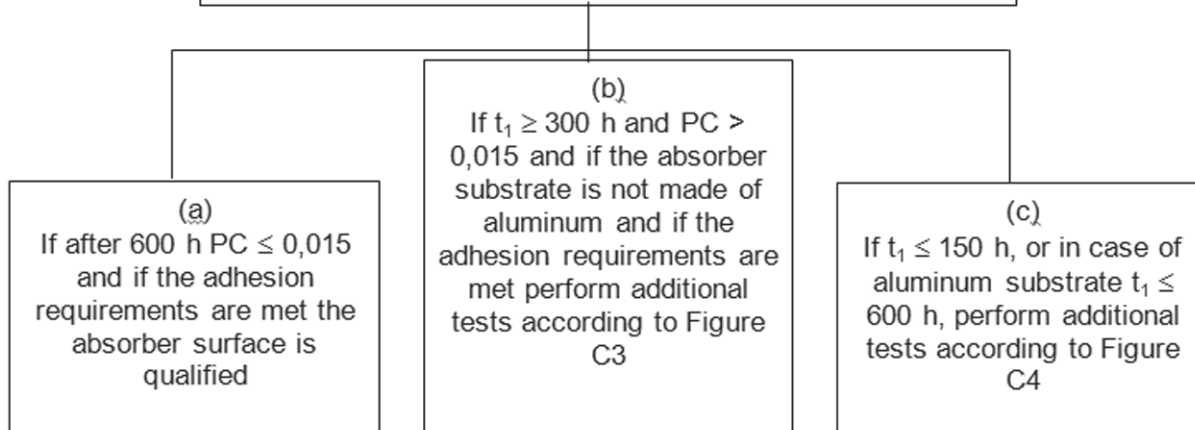 (a)
If after 600 h PC ≤ 0,015
and if the adhesion
requirements are met the
absorber surface is
qualified
(b)
If t₁ ≥ 300 h and PC >
0,015 and if the absorber
substrate is not made of
aluminum and if the
adhesion requirements are
met perform additional
tests according to Figure
C3
(c)
If t₁ ≤ 150 h, or in case of
aluminum substrate t₁ ≤
600 h, perform additional
tests according to Figure
C4